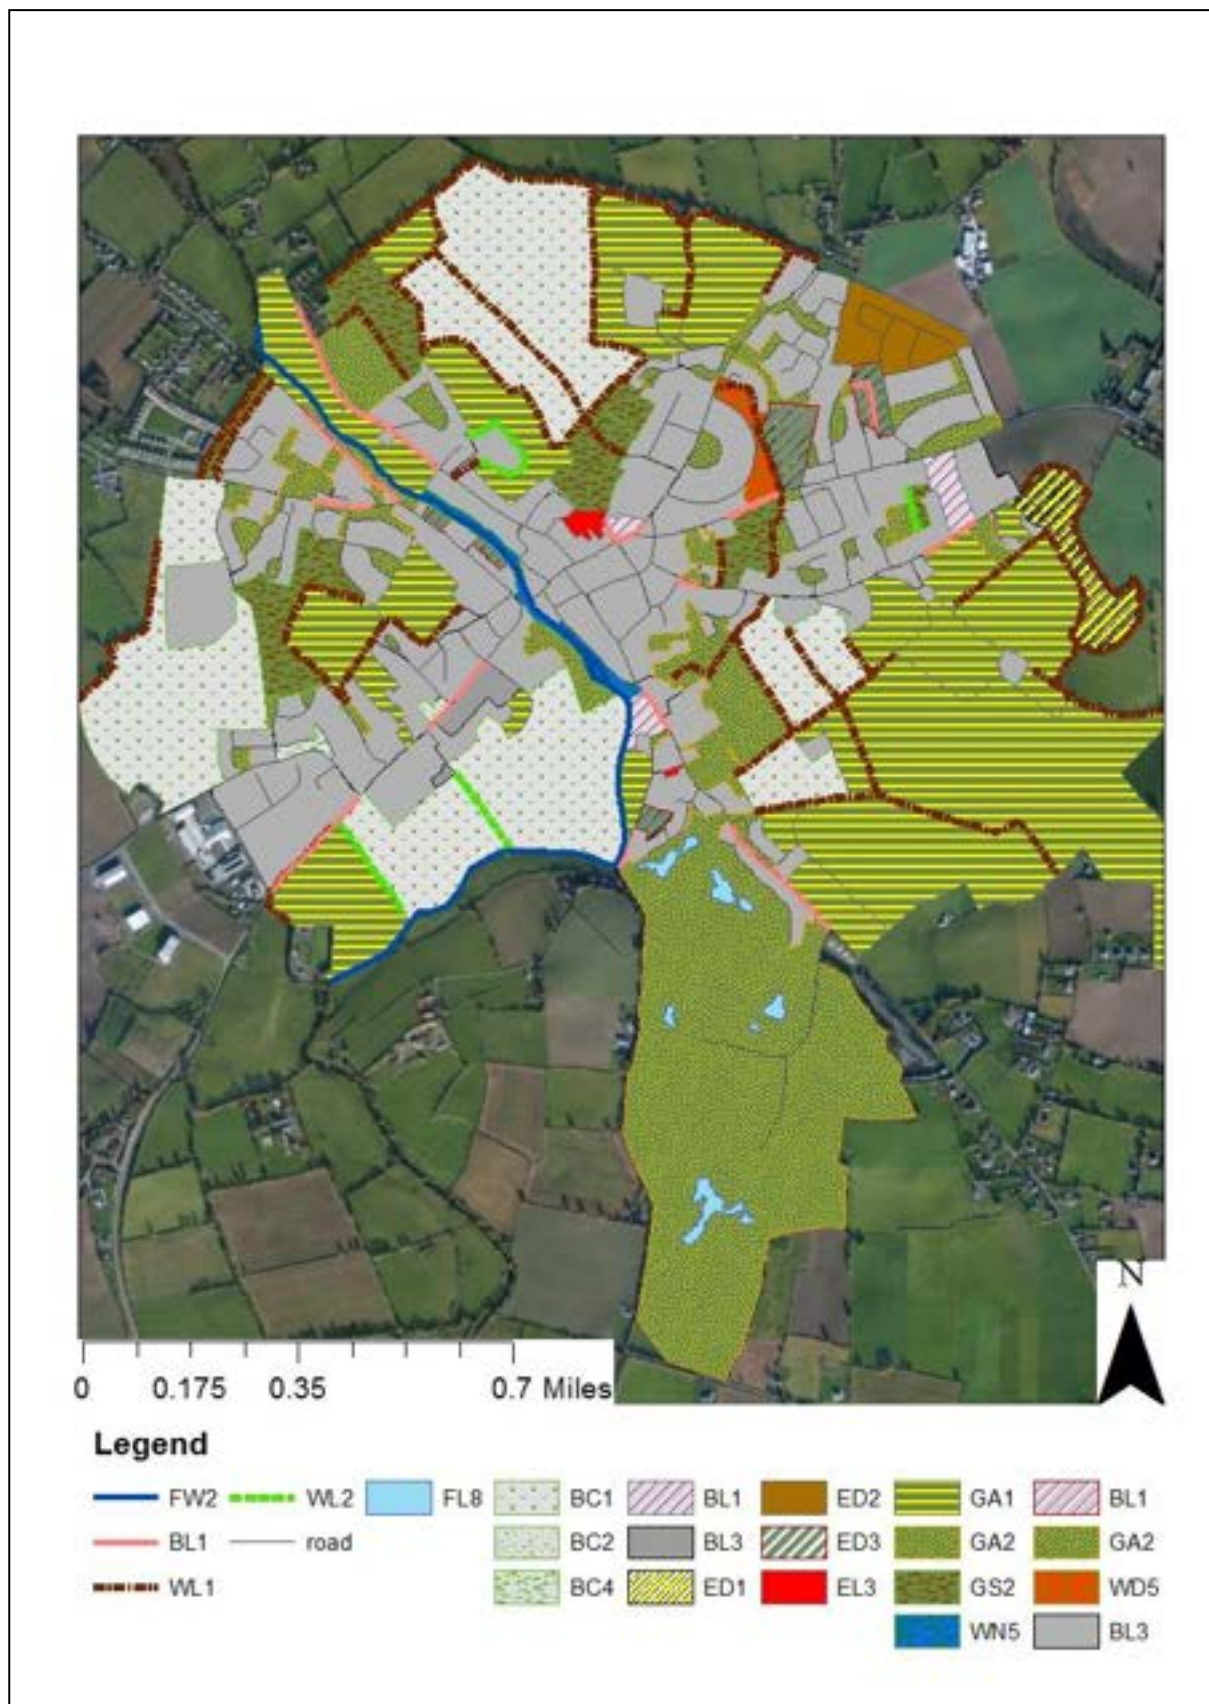 N
0 0.175 0.35 0.7 Miles
Legend
FW2 WL2 FL8 BC1 BL1 ED2 GA1 BL1
BL1 road BC2 BL3 ED3 GA2 GA2
WL1 BC4 ED1 EL3 GS2 WD5
WN5 BL3